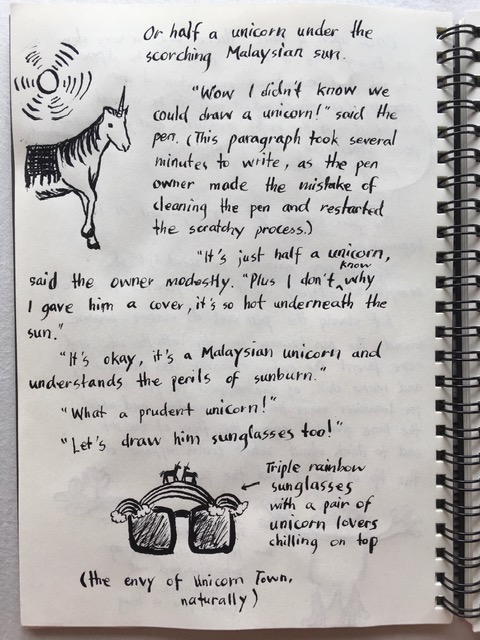 Or half a unicorn under the
scorching Malaysian sun.
"Wow I didn't know we
could draw a unicorn!" said the
pen. (This paragraph took several
minutes to write, as the pen
owner made the mistake of
cleaning the pen and restarted
the scratchy process.)
"It's just half a unicorn,
said the owner modestly. "Plus I don't know why
I gave him a cover, it's so hot underneath the
sun."
"It's okay, it's a Malaysian unicorn and
understands the perils of sunburn."
"What a prudent unicorn!"
"Let's draw him sunglasses too!"
Triple rainbow
sunglasses
with a pair of
unicorn lovers
chilling on top
(the envy of Unicorn Town,
naturally)